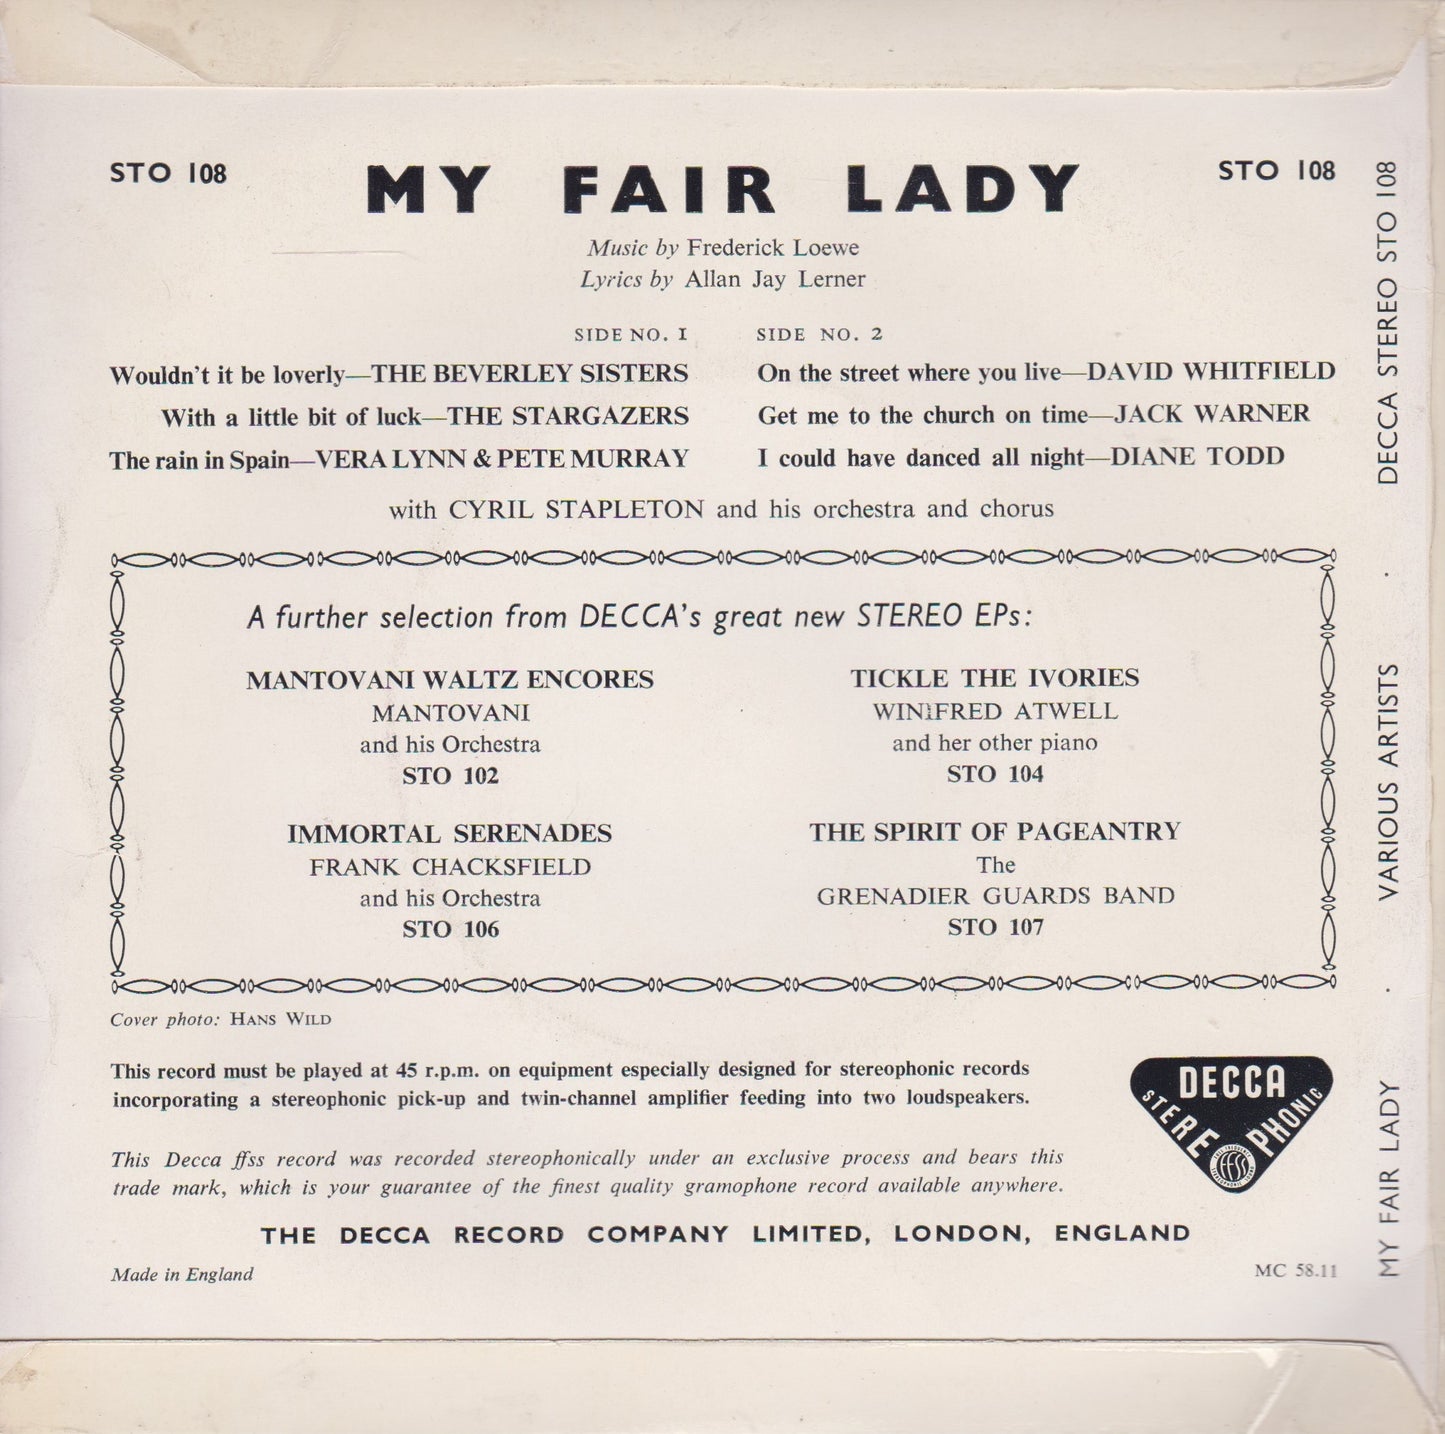 STO 108
MY FAIR LADY
STO 108
Music by Frederick Loewe
Lyrics by Allan Jay Lerner
SIDE NO. 1
Wouldn't it be loverly—THE BEVERLEY SISTERS
With a little bit of luck—THE STARGAZERS
The rain in Spain—VERA LYNN & PETE MURRAY
SIDE NO. 2
On the street where you live—DAVID WHITFIELD
Get me to the church on time—JACK WARNER
I could have danced all night—DIANE TODD
with CYRIL STAPLETON and his orchestra and chorus
A further selection from DECCA's great new STEREO EPs:
MANTOVANI WALTZ ENCORES
MANTOVANI
and his Orchestra
STO 102
TICKLE THE IVORIES
WINIFRED ATWELL
and her other piano
STO 104
IMMORTAL SERENADES
FRANK CHACKSFIELD
and his Orchestra
STO 106
THE SPIRIT OF PAGEANTRY
The
GRENADIER GUARDS BAND
STO 107
Cover photo: HANS WILD
This record must be played at 45 r.p.m. on equipment especially designed for stereophonic records
incorporating a stereophonic pick-up and twin-channel amplifier feeding into two loudspeakers.
This Decca ffss record was recorded stereophonically under an exclusive process and bears this
trade mark, which is your guarantee of the finest quality gramophone record available anywhere.
DECCA
STEREOPHONIC
FFSS
THE DECCA RECORD COMPANY LIMITED, LONDON, ENGLAND
Made in England
MC 58.11
MY FAIR LADY · VARIOUS ARTISTS · DECCA STEREO STO 108